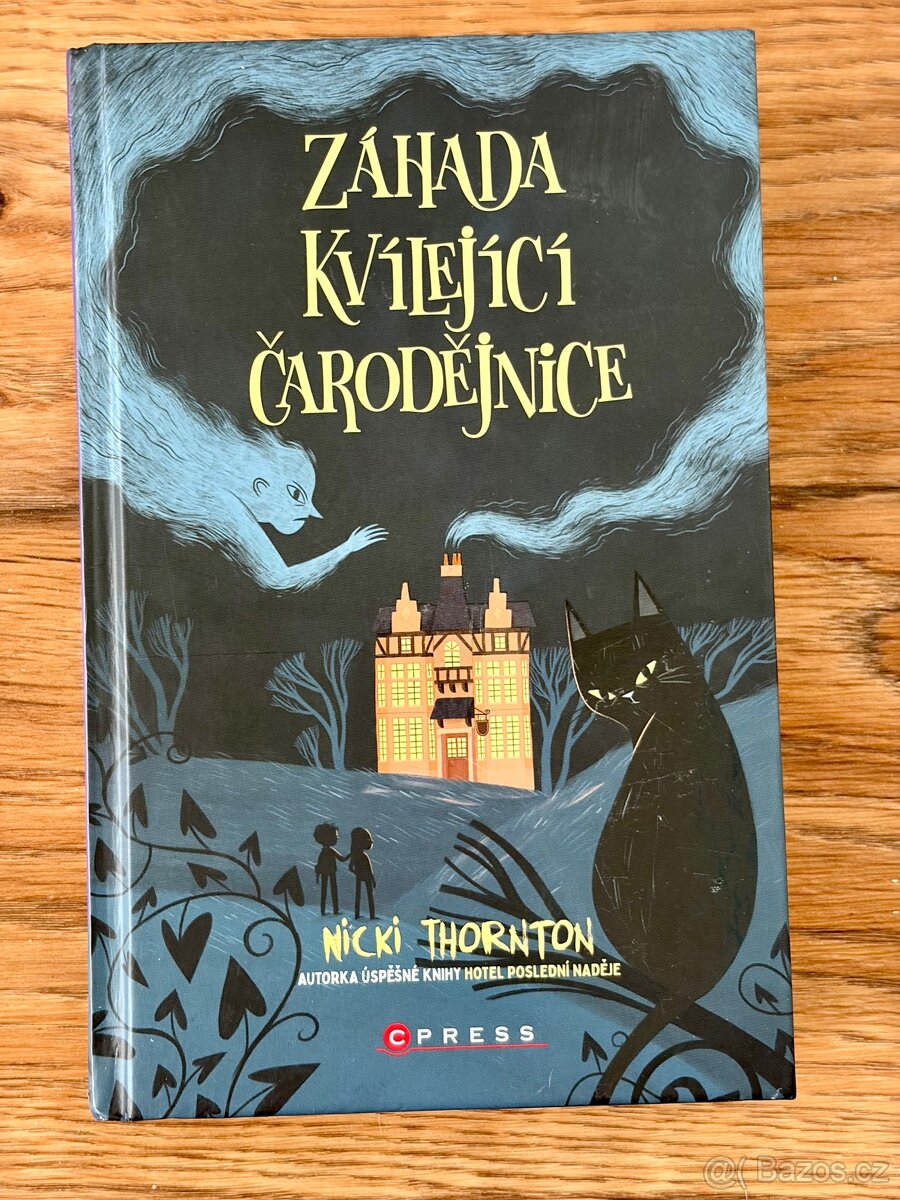 ZÁHADA
KVÍLEJÍCÍ
ČARODĚJNICE
NICKI THORNTON
AUTORKA ÚSPĚŠNÉ KNIHY HOTEL POSLEDNÍ NADĚJE
CPRESS
@( Bazos.cz